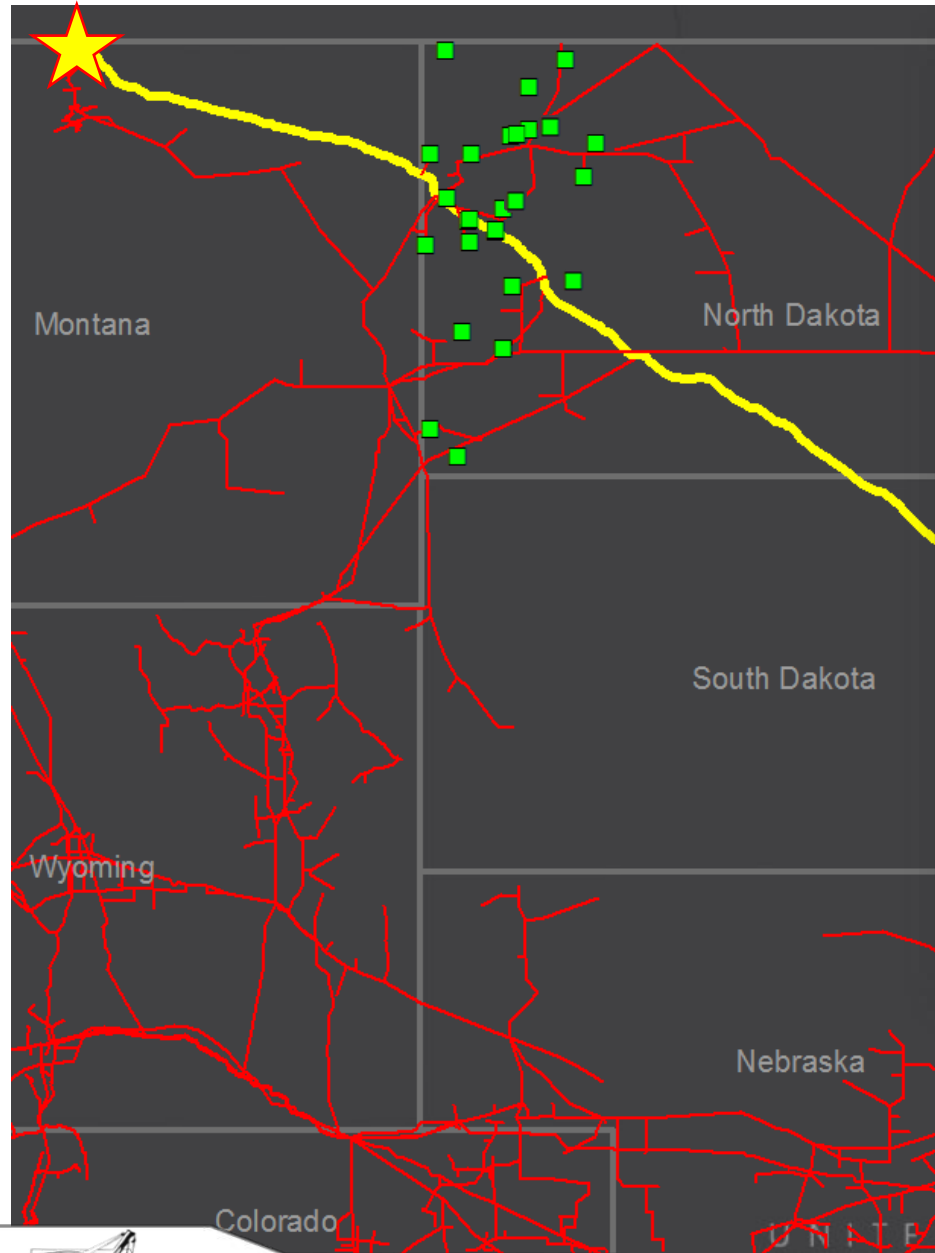 Montana
North Dakota
South Dakota
Wyoming
Nebraska
Colorado
U N I T E